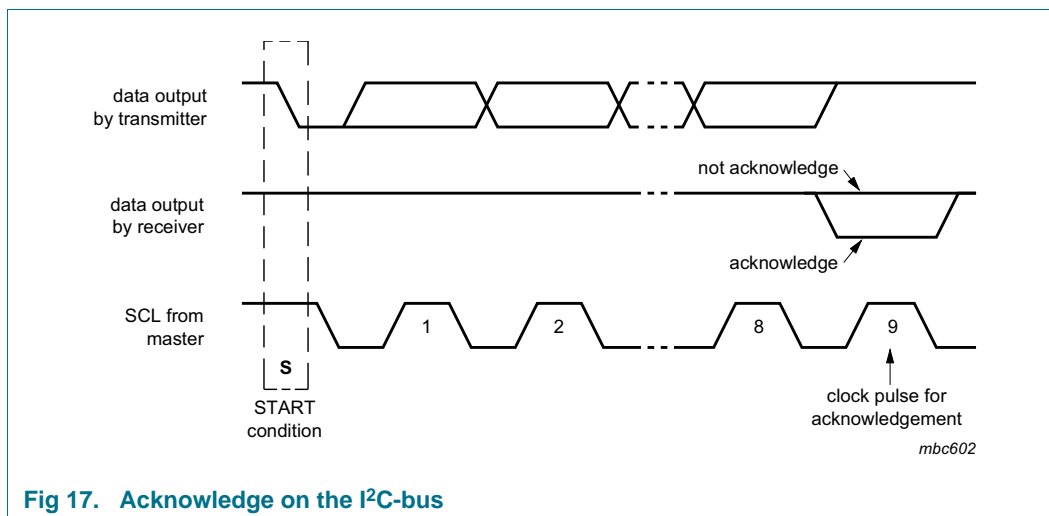 data output
by transmitter
not acknowledge
data output
by receiver
acknowledge
SCL from
master
1
2
8
9
S
START
condition
clock pulse for
acknowledgement
mbc602
Fig 17. Acknowledge on the I²C-bus